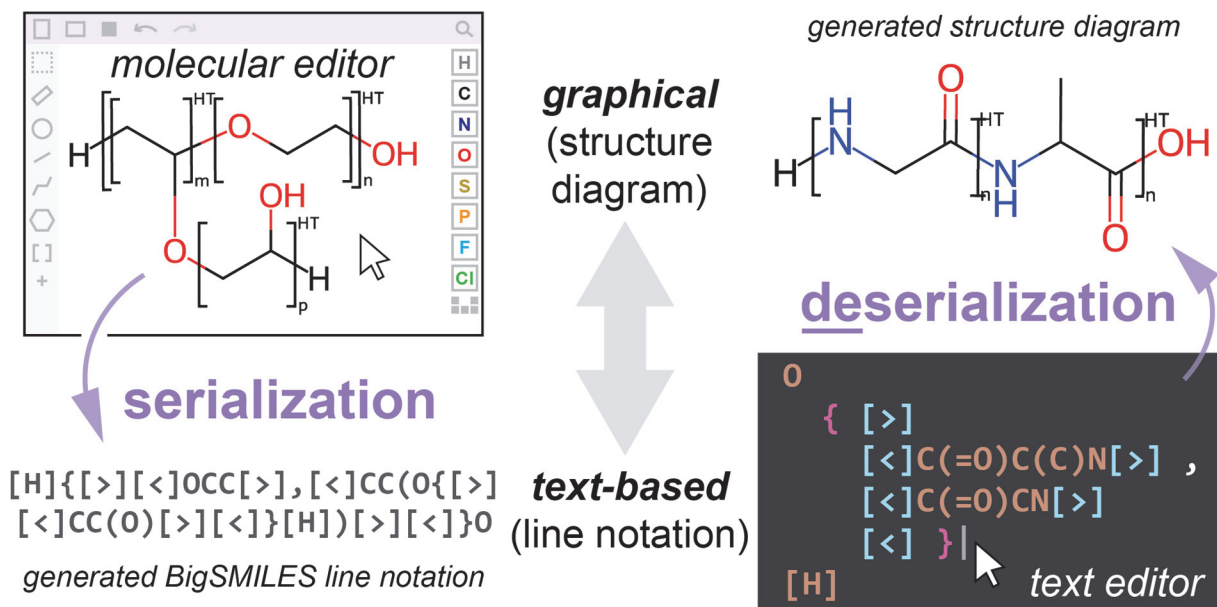 molecular editor
H
C
N
O
S
P
F
Cl
H
HT
HT
O
OH
m
n
OH
O
HT
H
p
serialization
[H]{[>][<]OCC[>],[<]CC(O{[>]
[<]CC(O)[>][<]}[H])[>][<]}O
generated BigSMILES line notation
graphical
(structure
diagram)
text-based
(line notation)
generated structure diagram
O
H
N
HT
HT
OH
H
n
N
H
n
O
deserialization
O
{ [>]
[<]C(=O)C(C)N[>] ,
[<]C(=O)CN[>]
[<] }
[H]
text editor